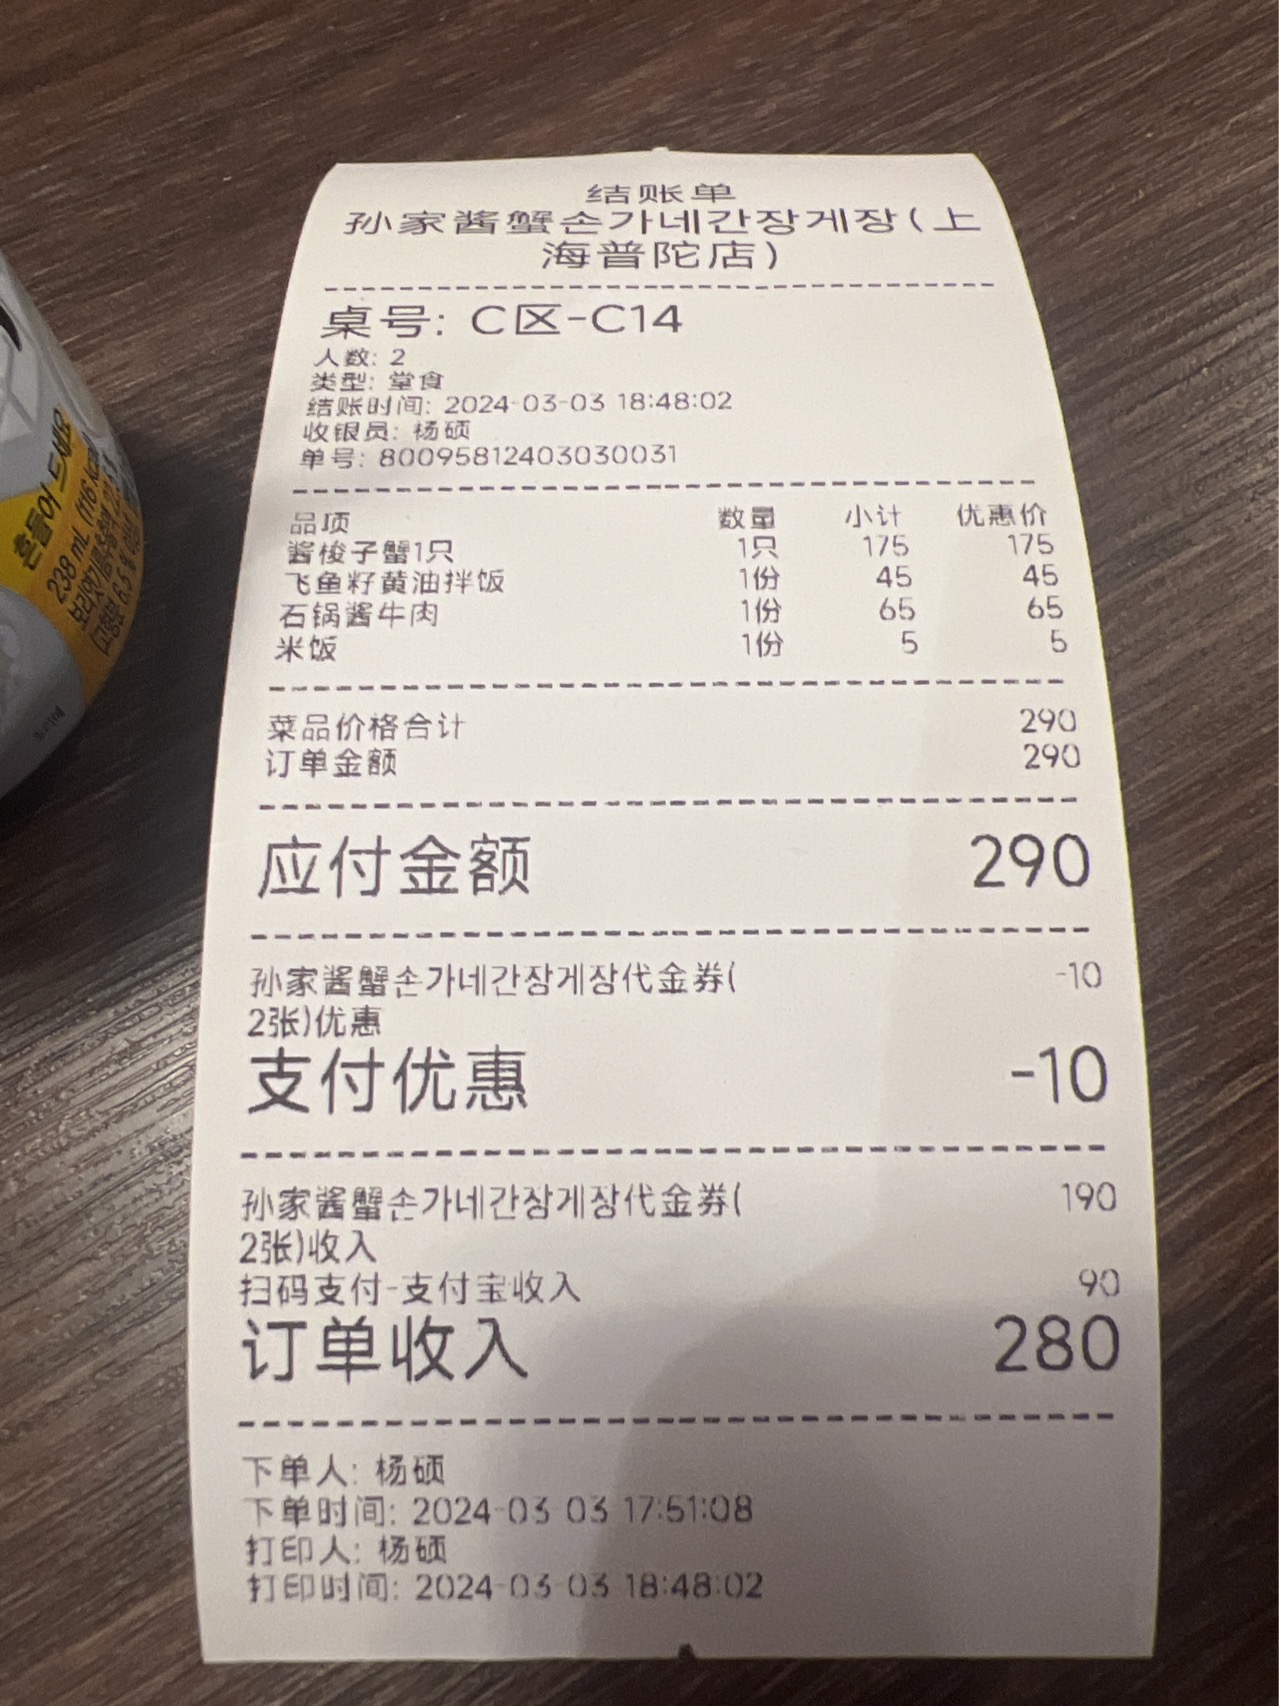 结账单
孙家酱蟹손가네간장게장(上
海普陀店)
桌号: C区-C14
人数: 2
类型: 堂食
结账时间: 2024-03-03 18:48:02
收银员: 杨硕
单号: 80095812403030031
品项 数量 小计 优惠价
酱梭子蟹1只 1只 175 175
飞鱼籽黄油拌饭 1份 45 45
石锅酱牛肉 1份 65 65
米饭 1份 5 5
菜品价格合计 290
订单金额 290
应付金额 290
孙家酱蟹손가네간장게장代金券( -10
2张)优惠
支付优惠 -10
孙家酱蟹손가네간장게장代金券( 190
2张)收入
扫码支付-支付宝收入 90
订单收入 280
下单人: 杨硕
下单时间: 2024-03-03 17:51:08
打印人: 杨硕
打印时间: 2024-03-03 18:48:02
흔들어 드세요
238 mL (116 kcal)